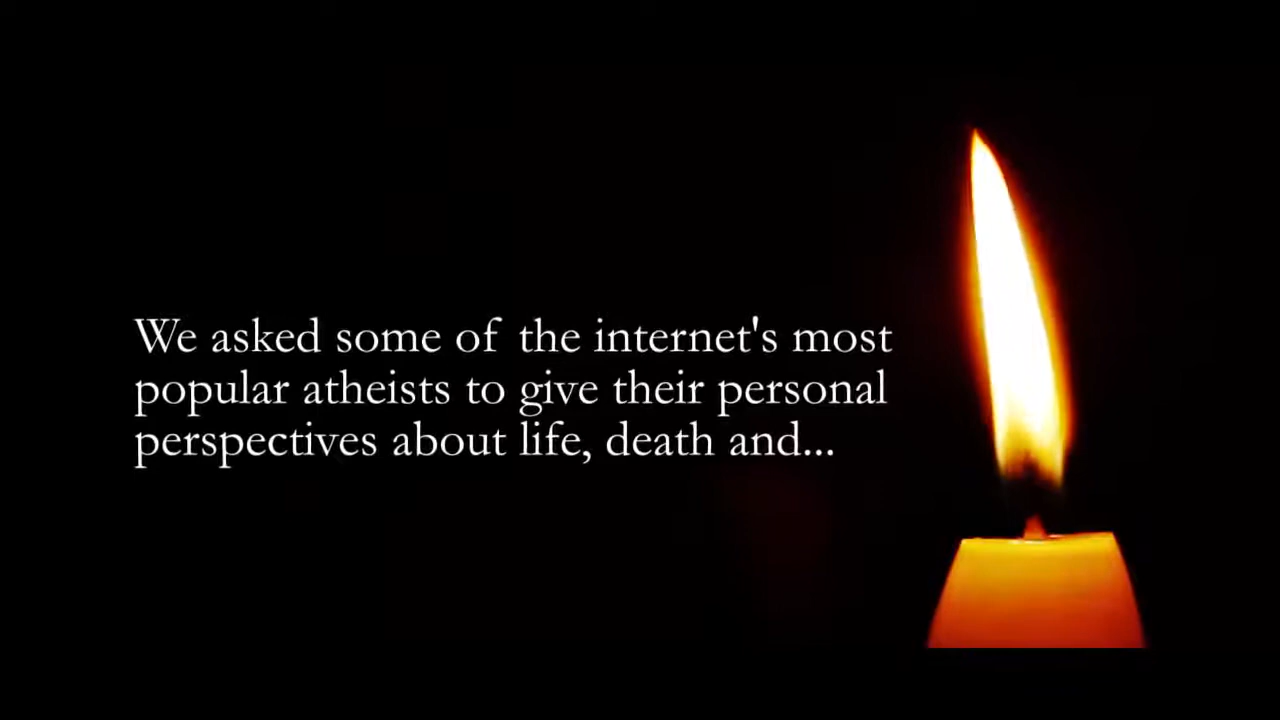 We asked some of the internet's most
popular atheists to give their personal
perspectives about life, death and...